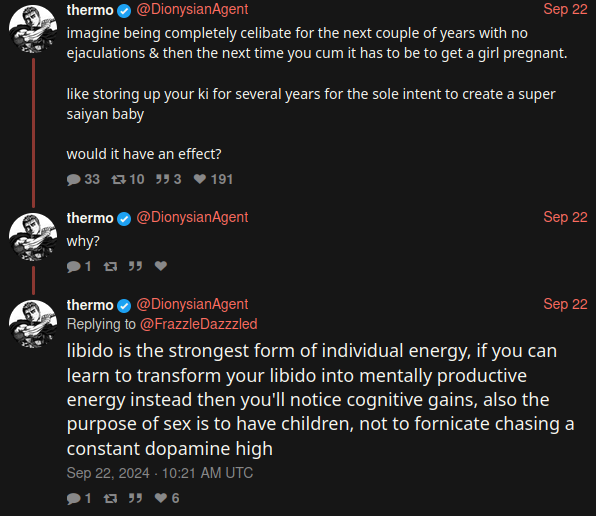 thermo @DionysianAgent Sep 22
imagine being completely celibate for the next couple of years with no
ejaculations & then the next time you cum it has to be to get a girl pregnant.
like storing up your ki for several years for the sole intent to create a super
saiyan baby
would it have an effect?
33 10 3 191
thermo @DionysianAgent Sep 22
why?
1
thermo @DionysianAgent Sep 22
Replying to @FrazzleDazzzled
libido is the strongest form of individual energy, if you can
learn to transform your libido into mentally productive
energy instead then you'll notice cognitive gains, also the
purpose of sex is to have children, not to fornicate chasing a
constant dopamine high
Sep 22, 2024 · 10:21 AM UTC
1 6